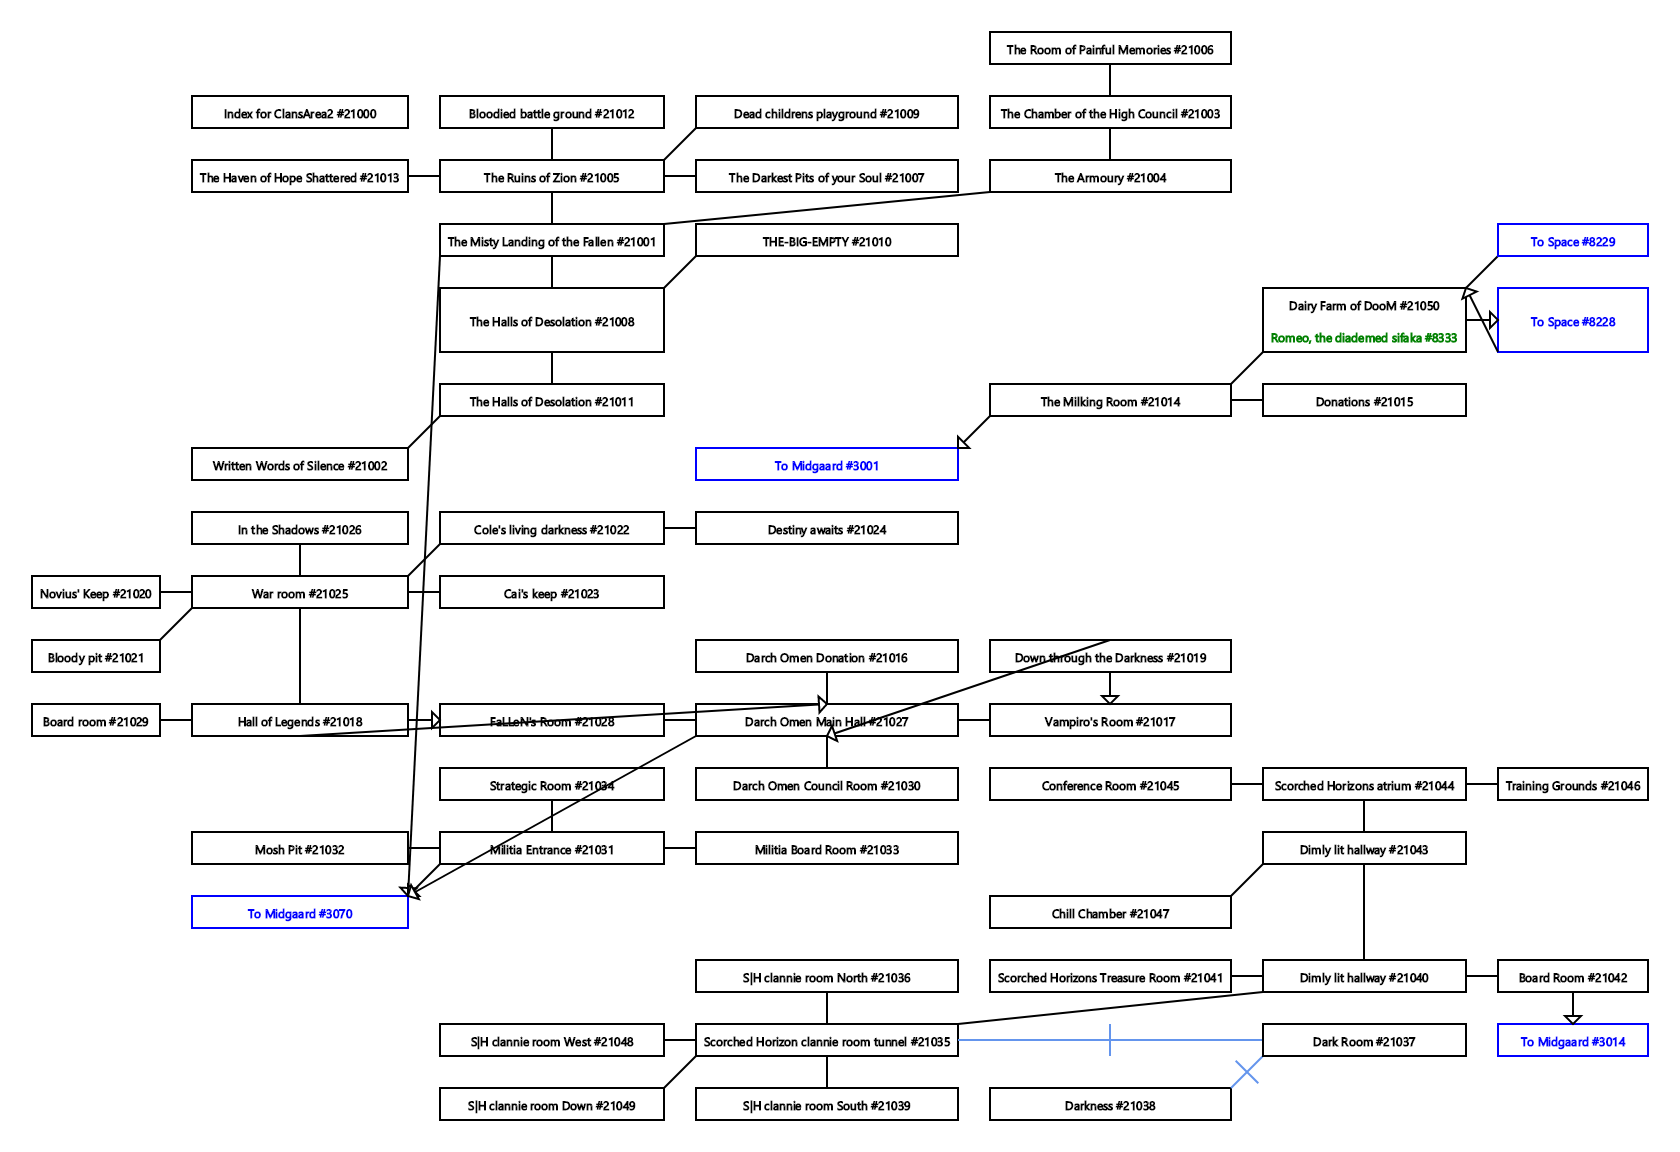 The Room of Painful Memories #21006
Index for ClansArea2 #21000
Bloodied battle ground #21012
Dead childrens playground #21009
The Chamber of the High Council #21003
The Haven of Hope Shattered #21013
The Ruins of Zion #21005
The Darkest Pits of your Soul #21007
The Armoury #21004
The Misty Landing of the Fallen #21001
THE-BIG-EMPTY #21010
To Space #8229
The Halls of Desolation #21008
Dairy Farm of DooM #21050
Romeo, the diademed sifaka #8333
To Space #8228
The Halls of Desolation #21011
The Milking Room #21014
Donations #21015
Written Words of Silence #21002
To Midgaard #3001
In the Shadows #21026
Cole's living darkness #21022
Destiny awaits #21024
Novius' Keep #21020
War room #21025
Cai's keep #21023
Bloody pit #21021
Darch Omen Donation #21016
Down through the Darkness #21019
Board room #21029
Hall of Legends #21018
FaLLeN's Room #21028
Darch Omen Main Hall #21027
Vampiro's Room #21017
Strategic Room #21034
Darch Omen Council Room #21030
Conference Room #21045
Scorched Horizons atrium #21044
Training Grounds #21046
Mosh Pit #21032
Militia Entrance #21031
Militia Board Room #21033
Dimly lit hallway #21043
To Midgaard #3070
Chill Chamber #21047
S|H clannie room North #21036
Scorched Horizons Treasure Room #21041
Dimly lit hallway #21040
Board Room #21042
S|H clannie room West #21048
Scorched Horizon clannie room tunnel #21035
Dark Room #21037
To Midgaard #3014
S|H clannie room Down #21049
S|H clannie room South #21039
Darkness #21038